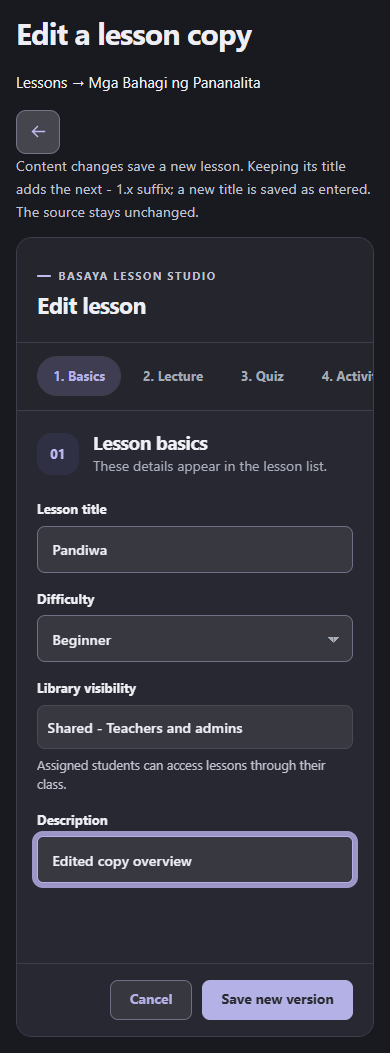 Edit a lesson copy
Lessons → Mga Bahagi ng Pananalita
←
Content changes save a new lesson. Keeping its title
adds the next - 1.x suffix; a new title is saved as entered.
The source stays unchanged.
— BASAYA LESSON STUDIO
Edit lesson
1. Basics 2. Lecture 3. Quiz 4. Activi
01
Lesson basics
These details appear in the lesson list.
Lesson title
Pandiwa
Difficulty
Beginner
Library visibility
Shared - Teachers and admins
Assigned students can access lessons through their
class.
Description
Edited copy overview
Cancel Save new version